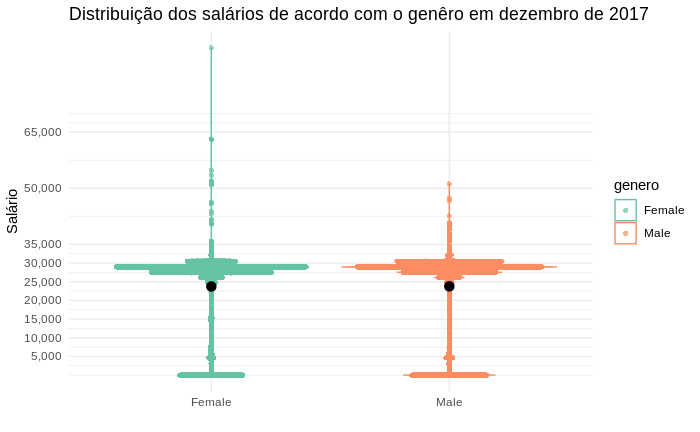 Distribuição dos salários de acordo com o genêro em dezembro de 2017
Salário
65,000
50,000
35,000
30,000
25,000
20,000
15,000
10,000
5,000
Female
Male
genero
Female
Male